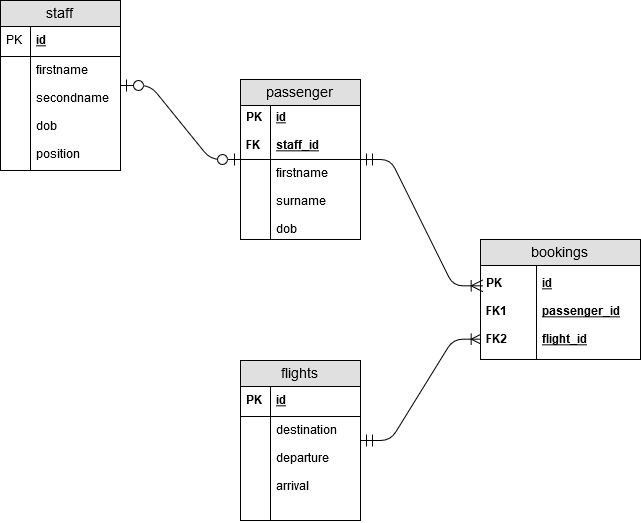 staff
PK id
firstname
secondname
dob
position
passenger
PK id
FK staff_id
firstname
surname
dob
bookings
PK id
FK1 passenger_id
FK2 flight_id
flights
PK id
destination
departure
arrival